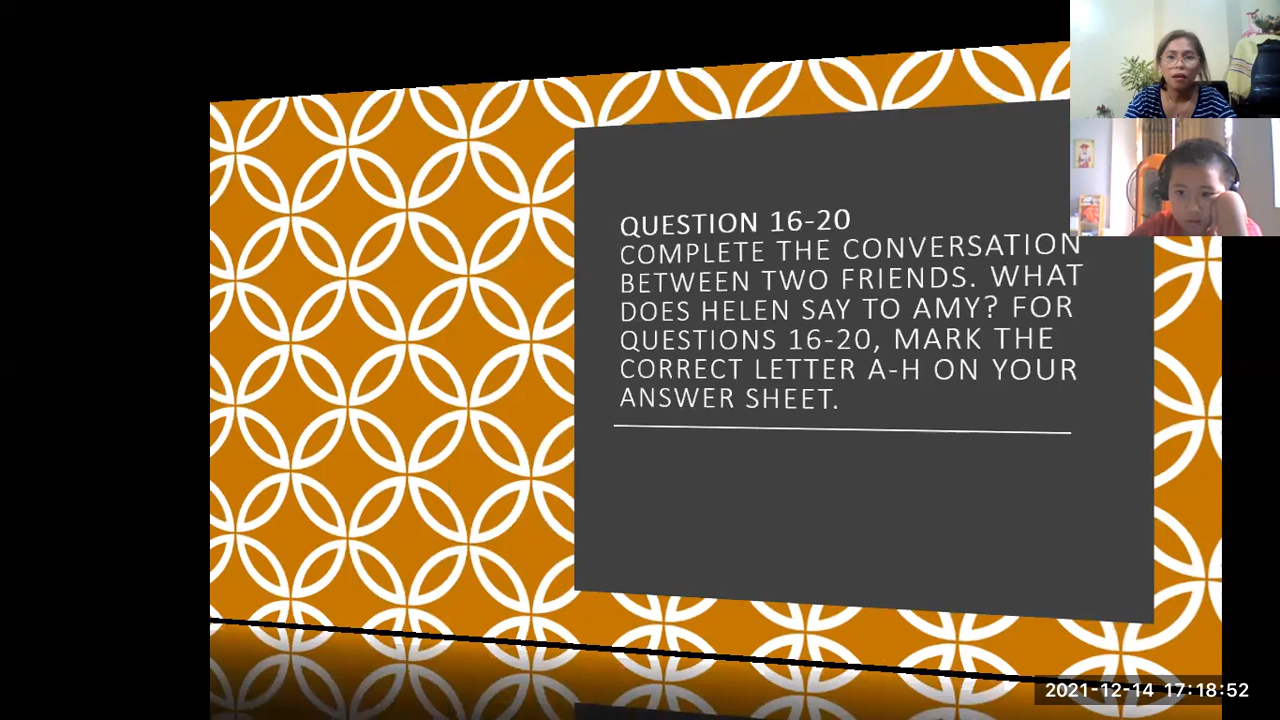 QUESTION 16-20
COMPLETE THE CONVERSATION
BETWEEN TWO FRIENDS. WHAT
DOES HELEN SAY TO AMY? FOR
QUESTIONS 16-20, MARK THE
CORRECT LETTER A-H ON YOUR
ANSWER SHEET.
2021-12-14 17:18:52